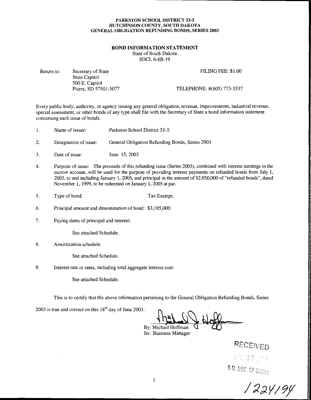 PARKSTON SCHOOL DISTRICT 33-3
HUTCHINSON COUNTY, SOUTH DAKOTA
GENERAL OBLIGATION REFUNDING BONDS, SERIES 2003
BOND INFORMATION STATEMENT
State of South Dakota
SDCL 6-8B-19
Return to: Secretary of State FILING FEE: $1.00
State Capitol
500 E. Capitol
Pierre, SD 57501-5077 TELEPHONE: #(605) 773-3537
Every public body, authority, or agency issuing any general obligation, revenue, improvements, industrial revenue,
special assessment, or other bonds of any type shall file with the Secretary of State a bond information statement
concerning each issue of bonds.
1. Name of issuer: Parkston School District 33-3.
2. Designation of issue: General Obligation Refunding Bonds, Series 2003
3. Date of issue: June 15, 2003
4. Purpose of issue: The proceeds of this refunding issue (Series 2003), combined with interest earnings in the
escrow account, will be used for the purpose of providing interest payments on refunded bonds from July 1,
2003, to and including January 1, 2005, and principal in the amount of $2,950,000 of "refunded bonds", dated
November 1, 1999, to be redeemed on January 1, 2005 at par.
5. Type of bond: Tax Exempt.
6. Principal amount and denomination of bond: $3,195,000.
7. Paying dates of principal and interest:
See attached Schedule.
8. Amortization schedule:
See attached Schedule.
9. Interest rate or rates, including total aggregate interest cost:
See attached Schedule.
This is to certify that the above information pertaining to the General Obligation Refunding Bonds, Series
2003 is true and correct on this 16th day of June 2003.
By: Michael Hoffman
Its: Business Manager
RECEIVED
S.D. SEC. OF STATE
1
1224194